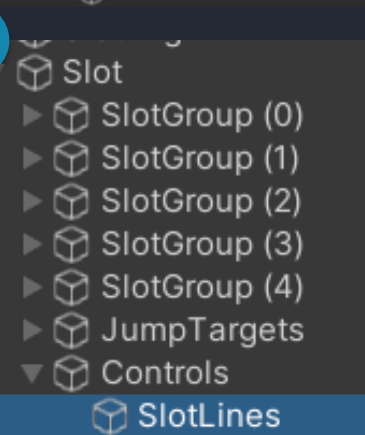 Slot
SlotGroup (0)
SlotGroup (1)
SlotGroup (2)
SlotGroup (3)
SlotGroup (4)
JumpTargets
Controls
SlotLines